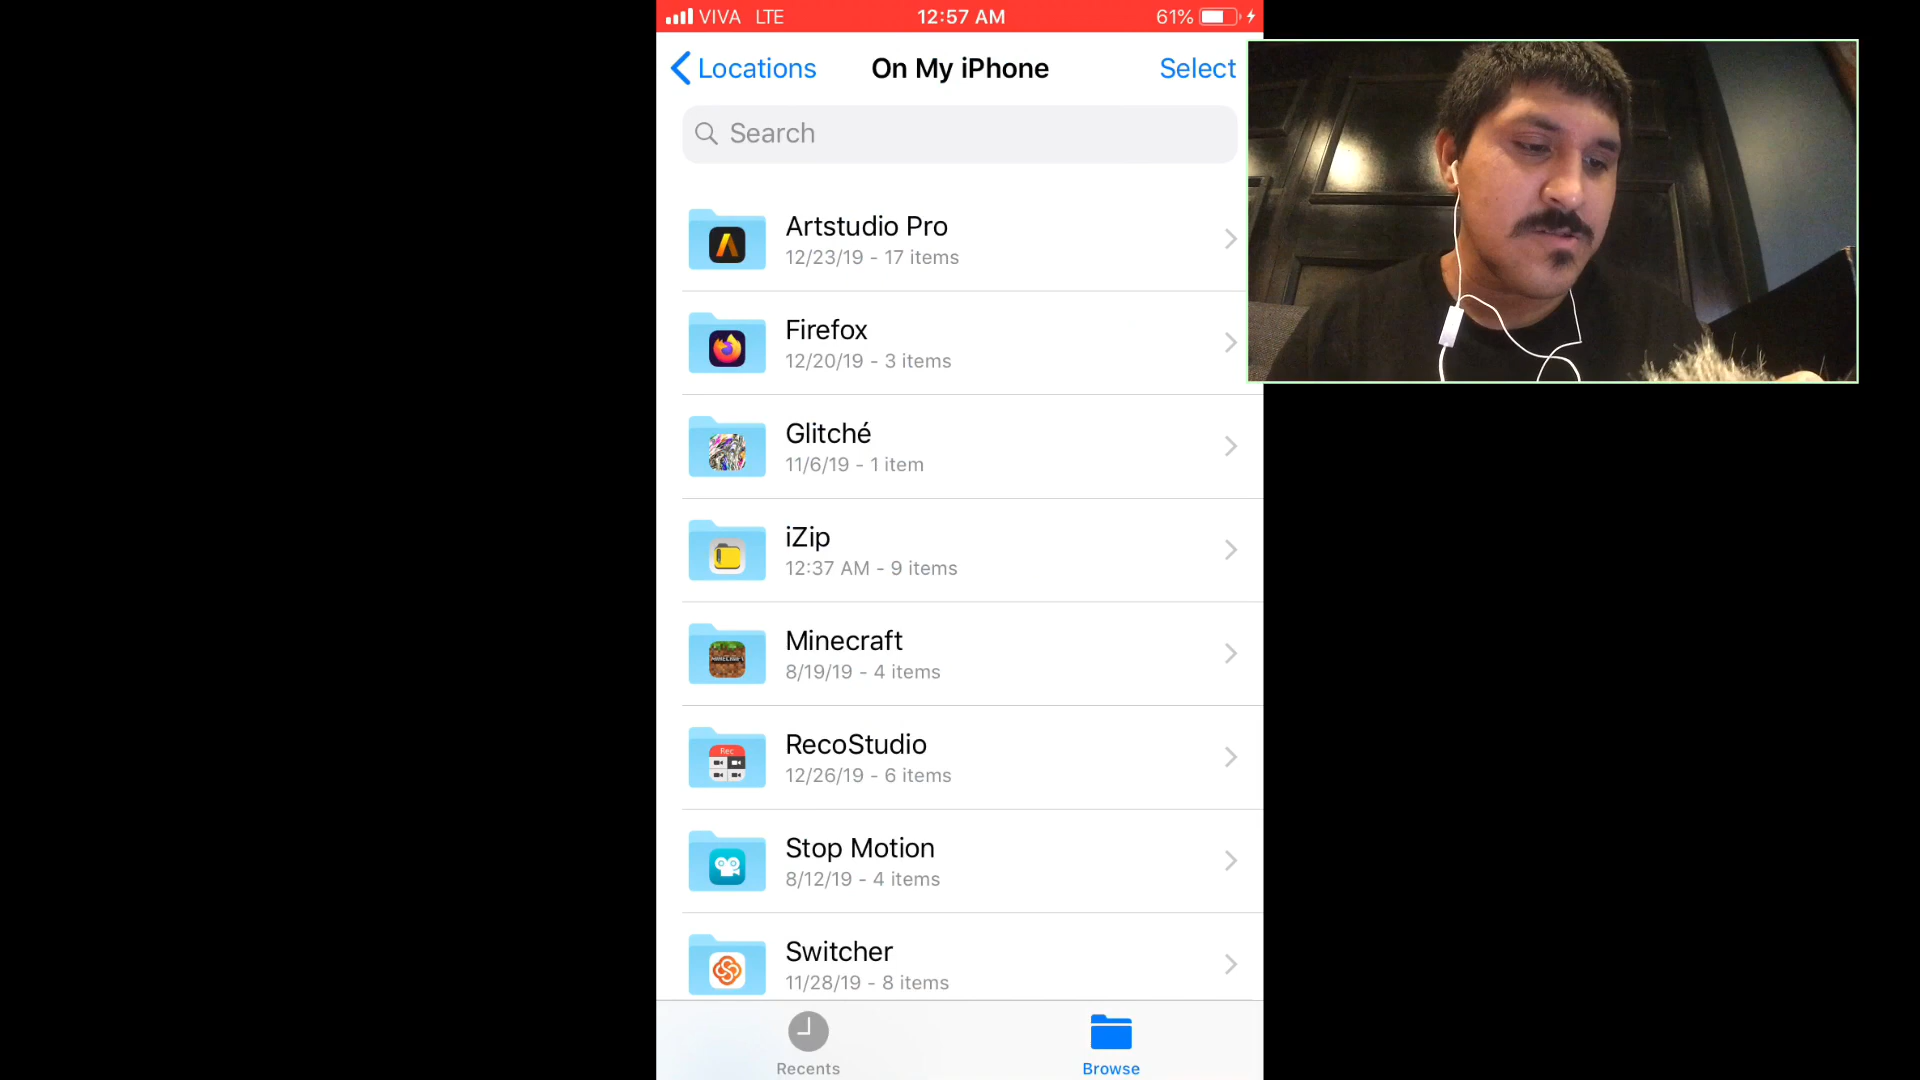 VIVA LTE 12:57 AM 61%
Locations On My iPhone Select
Search
Artstudio Pro
12/23/19 - 17 items
Firefox
12/20/19 - 3 items
Glitché
11/6/19 - 1 item
iZip
12:37 AM - 9 items
Minecraft
8/19/19 - 4 items
Rec
RecoStudio
12/26/19 - 6 items
Stop Motion
8/12/19 - 4 items
Switcher
11/28/19 - 8 items
Recents Browse